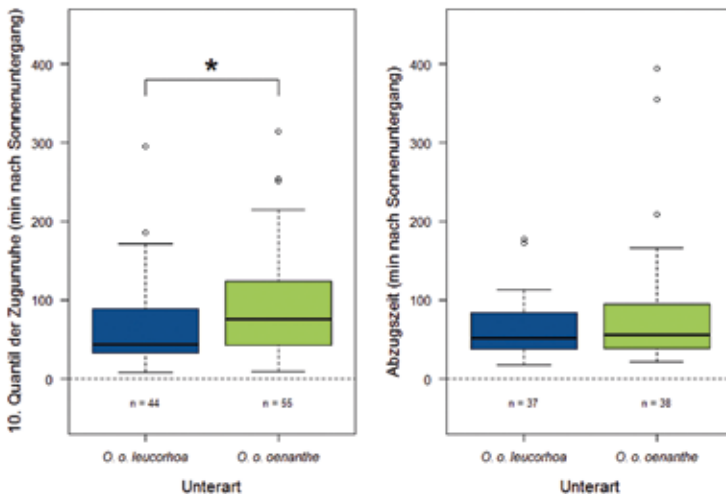 10. Quantil der Zugunruhe (min nach Sonnenuntergang)
400
300
200
100
0
*
n = 44
n = 55
O. o. leucorhoa
O. o. oenanthe
Unterart
Abzugszeit (min nach Sonnenuntergang)
400
300
200
100
0
n = 37
n = 38
O. o. leucorhoa
O. o. oenanthe
Unterart